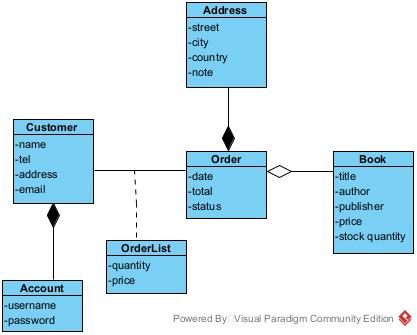 Address
-street
-city
-country
-note
Customer
-name
-tel
-address
-email
Order
-date
-total
-status
Book
-title
-author
-publisher
-price
-stock quantity
OrderList
-quantity
-price
Account
-username
-password
Powered By Visual Paradigm Community Edition